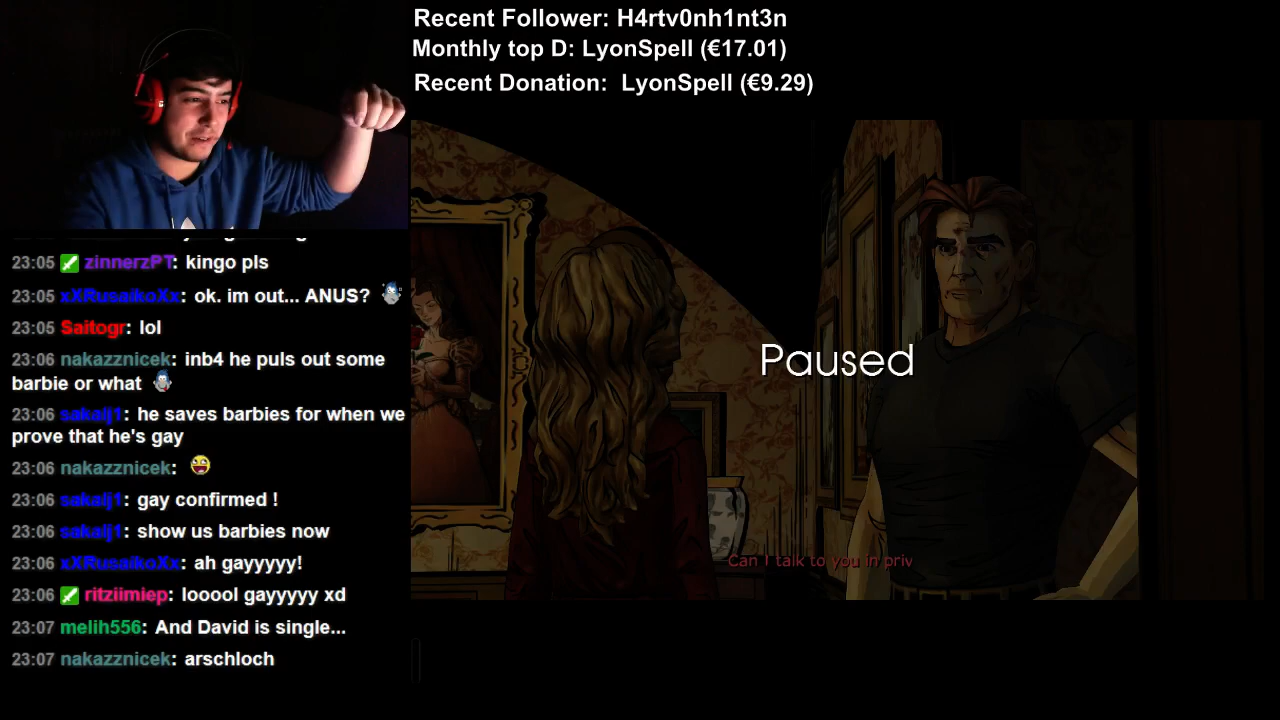 Recent Follower: H4rtv0nh1nt3n
Monthly top D: LyonSpell (€17.01)
Recent Donation: LyonSpell (€9.29)
23:05 zinnerzPT: kingo pls
23:05 xXRusaikoXx: ok. im out... ANUS?
23:05 Saitogr: lol
23:06 nakazznicek: inb4 he puls out some
barbie or what
23:06 sakalj1: he saves barbies for when we
prove that he's gay
23:06 nakazznicek:
23:06 sakalj1: gay confirmed !
23:06 sakalj1: show us barbies now
23:06 xXRusaikoXx: ah gayyyyy!
23:06 ritziimiep: looool gayyyyy xd
23:07 melih556: And David is single...
23:07 nakazznicek: arschloch
Paused
Can I talk to you in priv